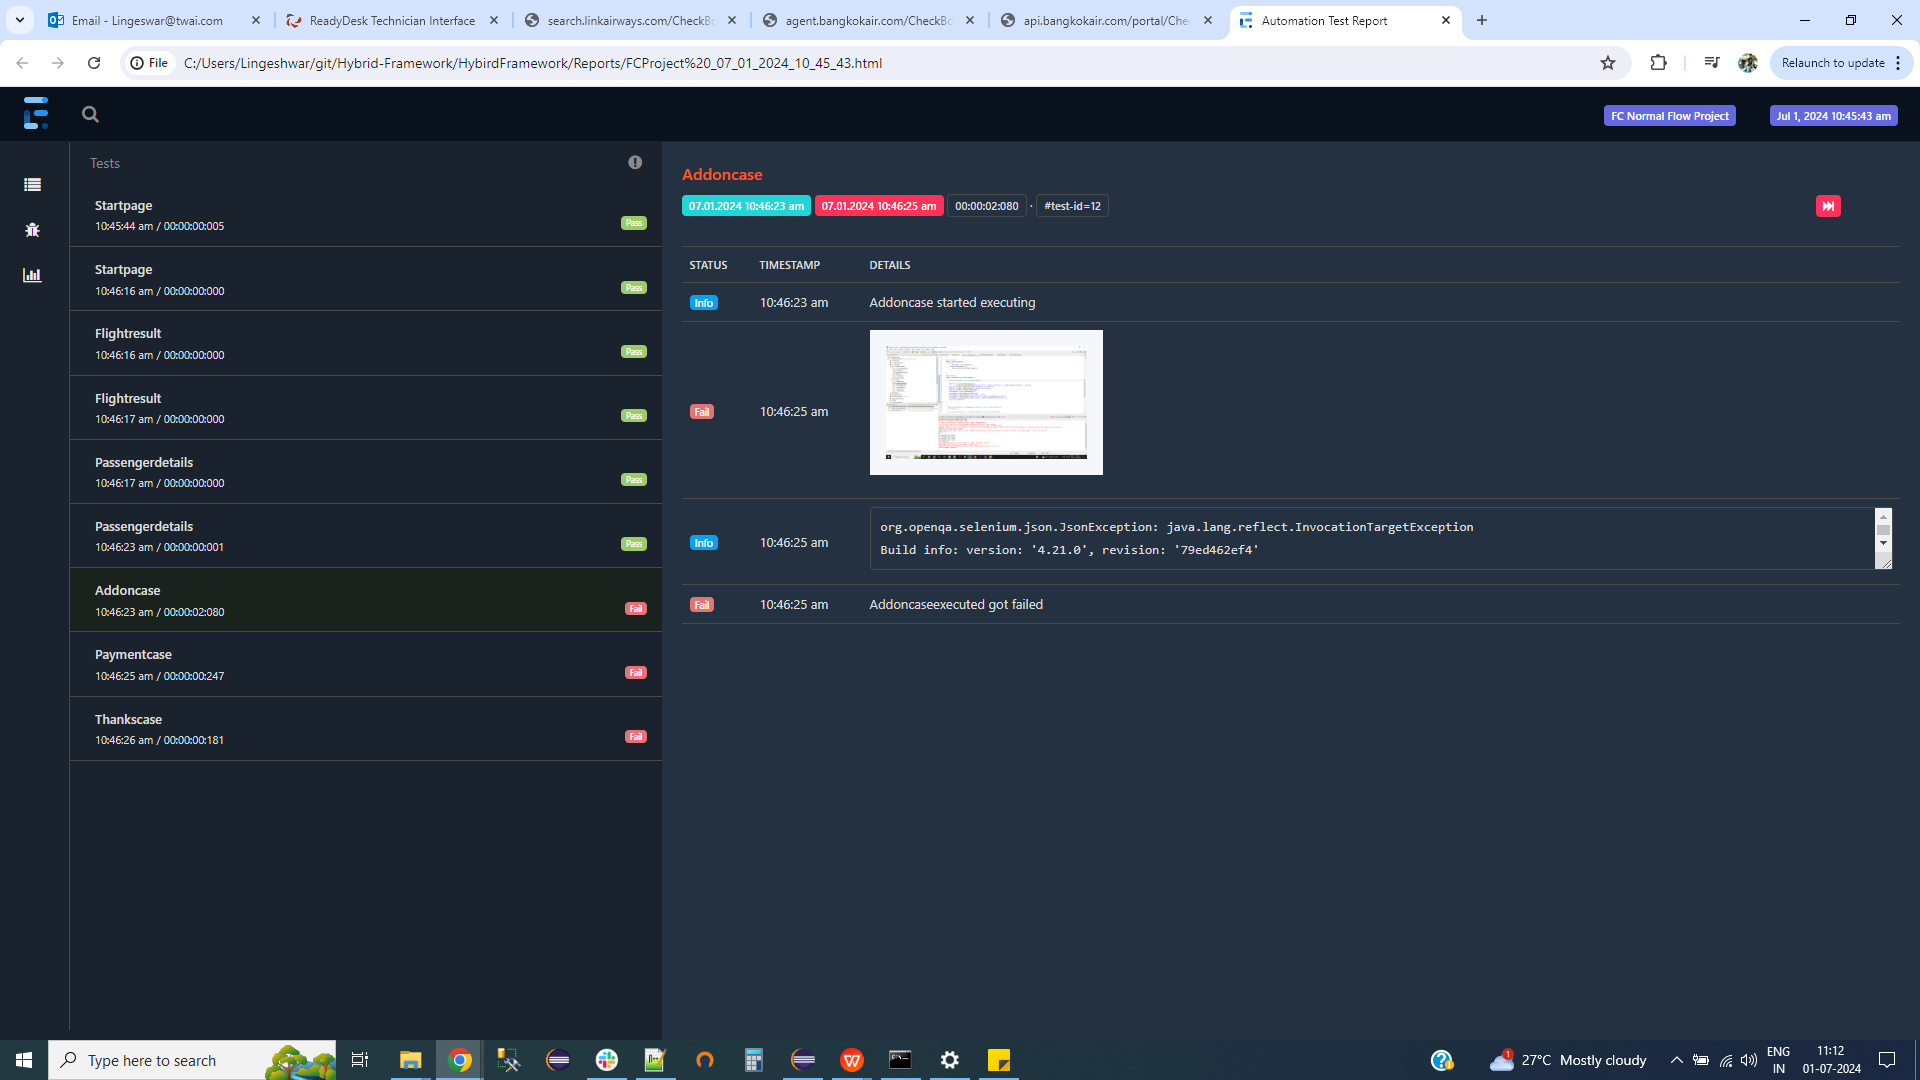 Email - Lingeswar@twai.com
ReadyDesk Technician Interface
search.linkairways.com/CheckBo
agent.bangkokair.com/CheckBo
api.bangkokair.com/portal/Che
Automation Test Report
File
C:/Users/Lingeshwar/git/Hybrid-Framework/HybirdFramework/Reports/FCProject%20_07_01_2024_10_45_43.html
Relaunch to update
FC Normal Flow Project
Jul 1, 2024 10:45:43 am
Tests
Startpage
10:45:44 am / 00:00:00:005
Pass
Startpage
10:46:16 am / 00:00:00:000
Pass
Flightresult
10:46:16 am / 00:00:00:000
Pass
Flightresult
10:46:17 am / 00:00:00:000
Pass
Passengerdetails
10:46:17 am / 00:00:00:000
Pass
Passengerdetails
10:46:23 am / 00:00:00:001
Pass
Addoncase
10:46:23 am / 00:00:02:080
Fail
Paymentcase
10:46:25 am / 00:00:00:247
Fail
Thankscase
10:46:26 am / 00:00:00:181
Fail
Addoncase
07.01.2024 10:46:23 am
07.01.2024 10:46:25 am
00:00:02:080
· #test-id=12
STATUS TIMESTAMP DETAILS
Info 10:46:23 am Addoncase started executing
Fail 10:46:25 am
Info 10:46:25 am
org.openqa.selenium.json.JsonException: java.lang.reflect.InvocationTargetException
Build info: version: '4.21.0', revision: '79ed462ef4'
Fail 10:46:25 am Addoncaseexecuted got failed
Type here to search
1
27°C Mostly cloudy
ENG
IN
11:12
01-07-2024